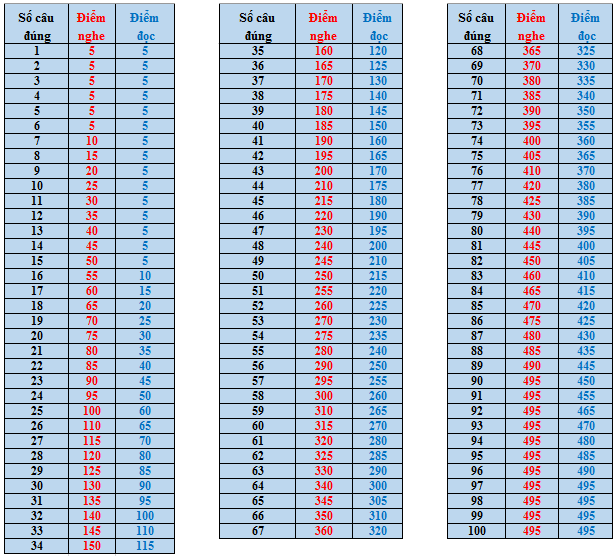 Số câu Điểm Điểm
đúng nghe đọc
1 5 5
2 5 5
3 5 5
4 5 5
5 5 5
6 5 5
7 10 5
8 15 5
9 20 5
10 25 5
11 30 5
12 35 5
13 40 5
14 45 5
15 50 5
16 55 10
17 60 15
18 65 20
19 70 25
20 75 30
21 80 35
22 85 40
23 90 45
24 95 50
25 100 60
26 110 65
27 115 70
28 120 80
29 125 85
30 130 90
31 135 95
32 140 100
33 145 110
34 150 115
Số câu Điểm Điểm
đúng nghe đọc
35 160 120
36 165 125
37 170 130
38 175 140
39 180 145
40 185 150
41 190 160
42 195 165
43 200 170
44 210 175
45 215 180
46 220 190
47 230 195
48 240 200
49 245 210
50 250 215
51 255 220
52 260 225
53 270 230
54 275 235
55 280 240
56 290 250
57 295 255
58 300 260
59 310 265
60 315 270
61 320 280
62 325 285
63 330 290
64 340 300
65 345 305
66 350 310
67 360 320
Số câu Điểm Điểm
đúng nghe đọc
68 365 325
69 370 330
70 380 335
71 385 340
72 390 350
73 395 355
74 400 360
75 405 365
76 410 370
77 420 380
78 425 385
79 430 390
80 440 395
81 445 400
82 450 405
83 460 410
84 465 415
85 470 420
86 475 425
87 480 430
88 485 435
89 490 445
90 495 450
91 495 455
92 495 465
93 495 470
94 495 480
95 495 485
96 495 490
97 495 495
98 495 495
99 495 495
100 495 495